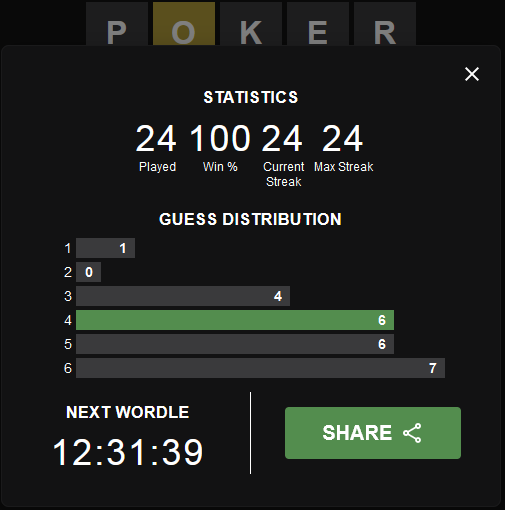 P O K E R
STATISTICS
24 100 24 24
Played Win % Current Streak Max Streak
GUESS DISTRIBUTION
1 1
2 0
3 4
4 6
5 6
6 7
NEXT WORDLE
12:31:39
SHARE